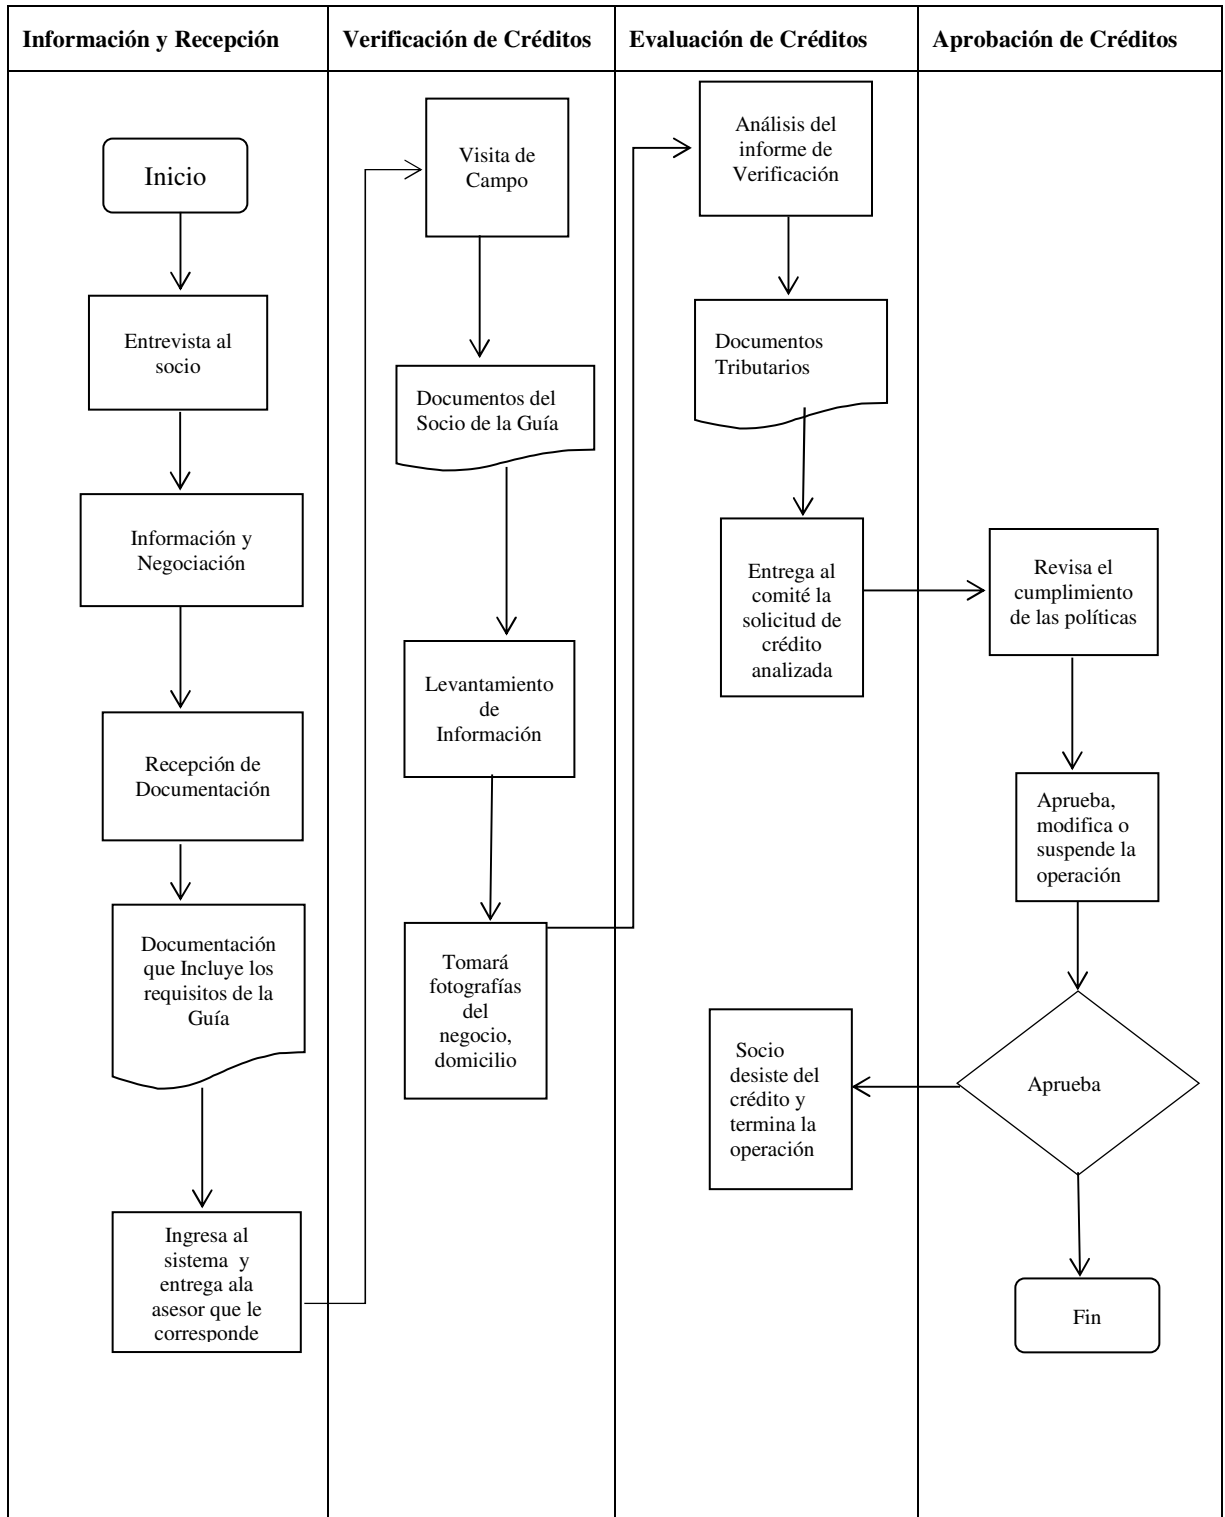 Información y Recepción
Verificación de Créditos
Evaluación de Créditos
Aprobación de Créditos
Inicio
Entrevista al
socio
Información y
Negociación
Recepción de
Documentación
Documentación
que Incluye los
requisitos de la
Guía
Ingresa al
sistema y
entrega ala
asesor que le
corresponde
Visita de
Campo
Documentos del
Socio de la Guía
Levantamiento
de
Información
Tomará
fotografías
del
negocio,
domicilio
Análisis del
informe de
Verificación
Documentos
Tributarios
Entrega al
comité la
solicitud de
crédito
analizada
Socio
desiste del
crédito y
termina la
operación
Revisa el
cumplimiento
de las políticas
Aprueba,
modifica o
suspende la
operación
Aprueba
Fin